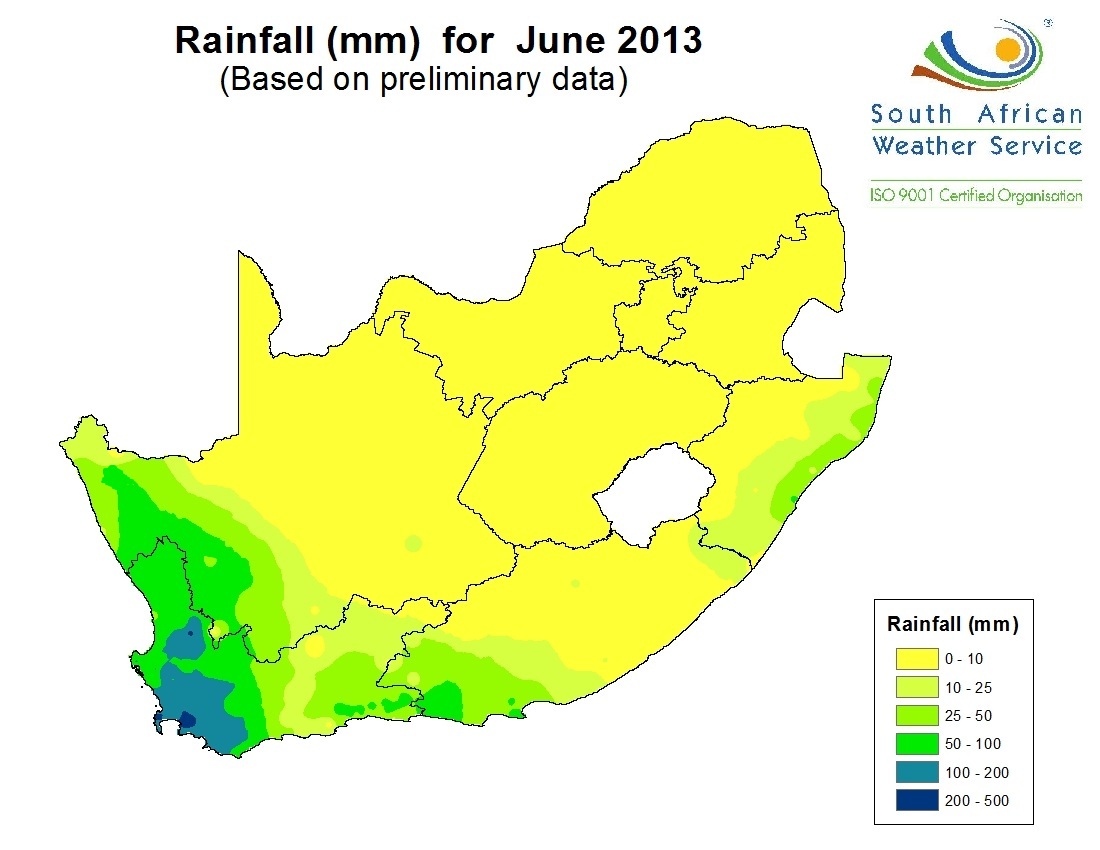 Rainfall (mm) for June 2013
(Based on preliminary data)
®
South African
Weather Service
ISO 9001 Certified Organisation
Rainfall (mm)
0 - 10
10 - 25
25 - 50
50 - 100
100 - 200
200 - 500